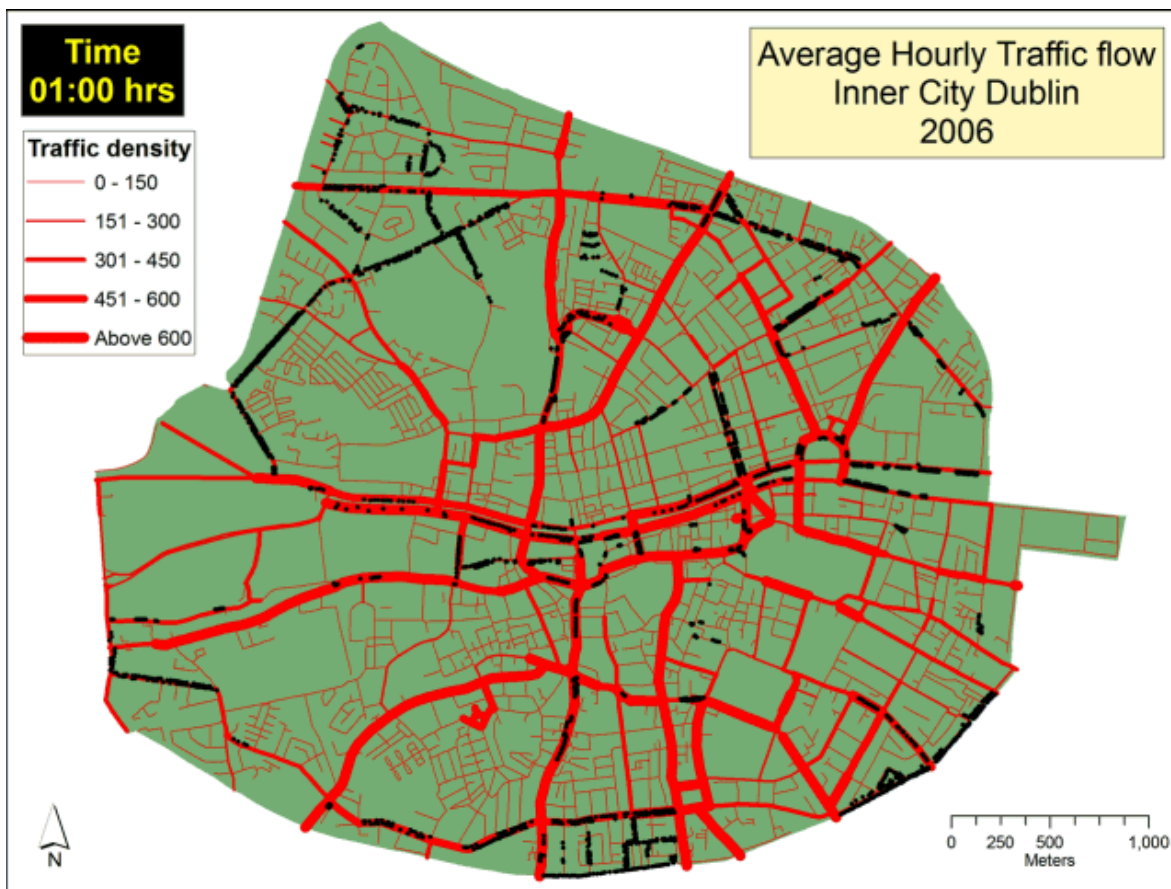 Time
01:00 hrs
Average Hourly Traffic flow
Inner City Dublin
2006
Traffic density
0 - 150
151 - 300
301 - 450
451 - 600
Above 600
N
0 250 500 1,000
Meters